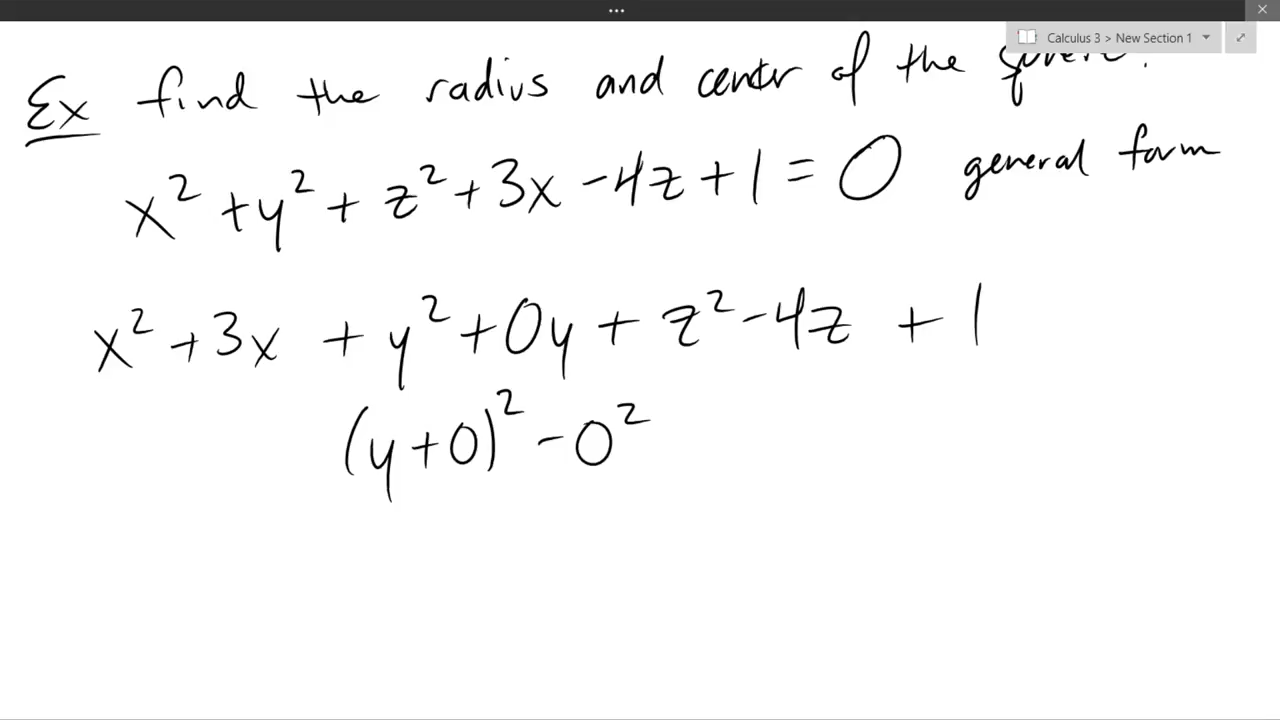 ...
Calculus 3 > New Section 1
Ex find the radius and center of the
x² + y² + z² + 3x - 4z + 1 = 0 general form
x² + 3x + y² + 0y + z² - 4z + 1
(y + 0)² - 0²